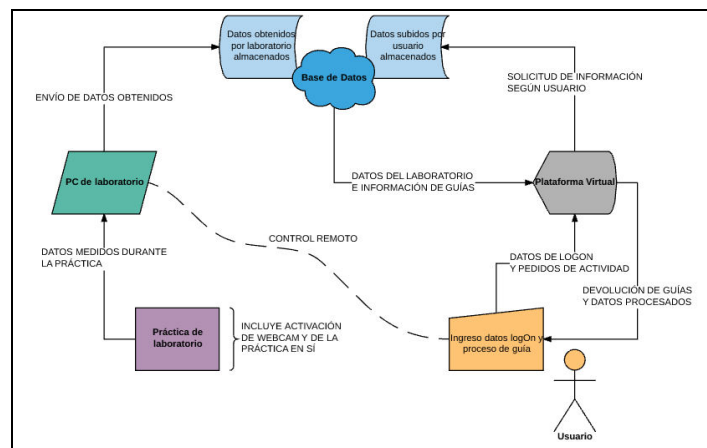 Datos obtenidos
por laboratorio
almacenados
Datos subidos por
usuario
almacenados
Base de Datos
ENVÍO DE DATOS OBTENIDOS
SOLICITUD DE INFORMACIÓN
SEGÚN USUARIO
PC de laboratorio
DATOS DEL LABORATORIO
E INFORMACIÓN DE GUÍAS
Plataforma Virtual
CONTROL REMOTO
DATOS MEDIDOS DURANTE
LA PRÁCTICA
DATOS DE LOGON
Y PEDIDOS DE ACTIVIDAD
DEVOLUCIÓN DE GUÍAS
Y DATOS PROCESADOS
Práctica de
laboratorio
INCLUYE ACTIVACIÓN
DE WEBCAM Y DE LA
PRÁCTICA EN SÍ
Ingreso datos logOn y
proceso de guía
Usuario